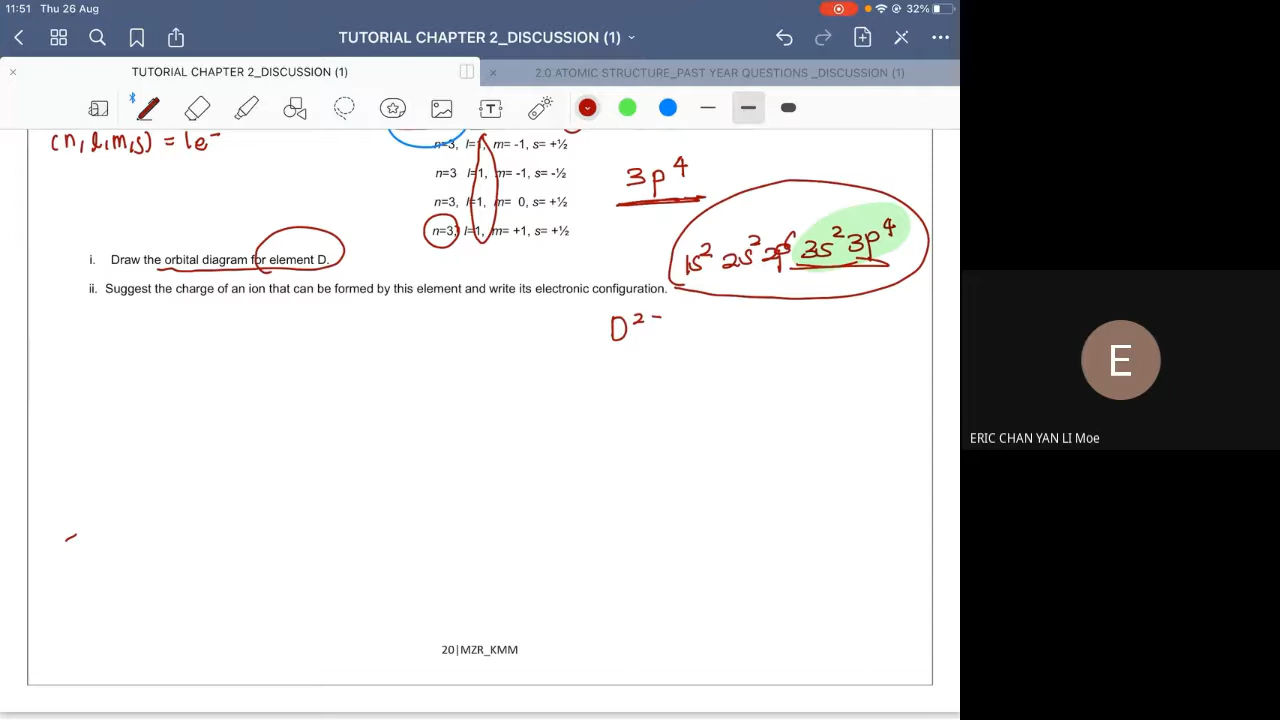 11:51 Thu 26 Aug
32%
TUTORIAL CHAPTER 2_DISCUSSION (1)
TUTORIAL CHAPTER 2_DISCUSSION (1)
2.0 ATOMIC STRUCTURE_PAST YEAR QUESTIONS _DISCUSSION (1)
(n, l, m, s) = 1e⁻
n=3, l=1, m= -1, s= +½
n=3 l=1, m= -1, s= -½
n=3, l=1, m= 0, s= +½
n=3, l=1, m= +1, s= +½
3p⁴
1s² 2s² 2p⁶ 3s² 3p⁴
i. Draw the orbital diagram for element D.
ii. Suggest the charge of an ion that can be formed by this element and write its electronic configuration.
D²⁻
20|MZR_KMM
E
ERIC CHAN YAN LI Moe